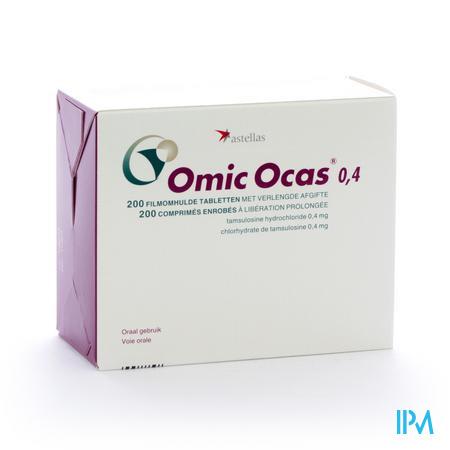 astellas
Omic Ocas® 0,4
200 FILMOMHULDE TABLETTEN MET VERLENGDE AFGIFTE
200 COMPRIMÉS ENROBÉS À LIBÉRATION PROLONGÉE
tamsulosine hydrochloride 0,4 mg
chlorhydrate de tamsulosine 0,4 mg
Oraal gebruik
Voie orale
IPM